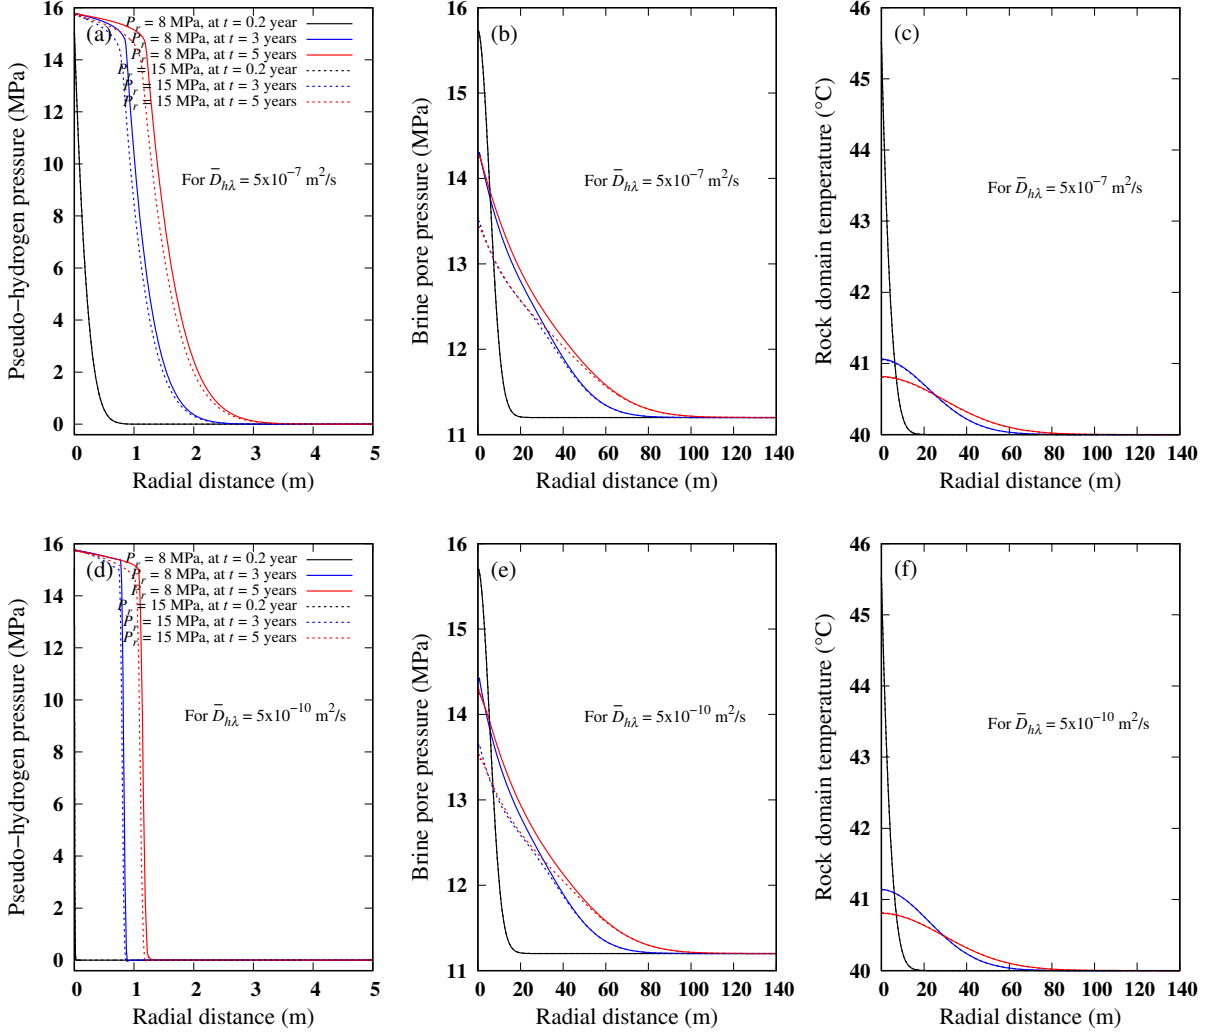 (a)
P_r = 8 MPa, at t = 0.2 year
P_r = 8 MPa, at t = 3 years
P_r = 8 MPa, at t = 5 years
P_r = 15 MPa, at t = 0.2 year
P_r = 15 MPa, at t = 3 years
P_r = 15 MPa, at t = 5 years
For D̄_hλ = 5x10⁻⁷ m²/s
Pseudo−hydrogen pressure (MPa)
16
14
12
10
8
6
4
2
0
0 1 2 3 4 5
Radial distance (m)
(b)
For D̄_hλ = 5x10⁻⁷ m²/s
Brine pore pressure (MPa)
16
15
14
13
12
11
0 20 40 60 80 100 120 140
Radial distance (m)
(c)
For D̄_hλ = 5x10⁻⁷ m²/s
Rock domain temperature (°C)
46
45
44
43
42
41
40
0 20 40 60 80 100 120 140
Radial distance (m)
(d)
P_r = 8 MPa, at t = 0.2 year
P_r = 8 MPa, at t = 3 years
P_r = 8 MPa, at t = 5 years
P_r = 15 MPa, at t = 0.2 year
P_r = 15 MPa, at t = 3 years
P_r = 15 MPa, at t = 5 years
For D̄_hλ = 5x10⁻¹⁰ m²/s
Pseudo−hydrogen pressure (MPa)
16
14
12
10
8
6
4
2
0
0 1 2 3 4 5
Radial distance (m)
(e)
For D̄_hλ = 5x10⁻¹⁰ m²/s
Brine pore pressure (MPa)
16
15
14
13
12
11
0 20 40 60 80 100 120 140
Radial distance (m)
(f)
For D̄_hλ = 5x10⁻¹⁰ m²/s
Rock domain temperature (°C)
46
45
44
43
42
41
40
0 20 40 60 80 100 120 140
Radial distance (m)